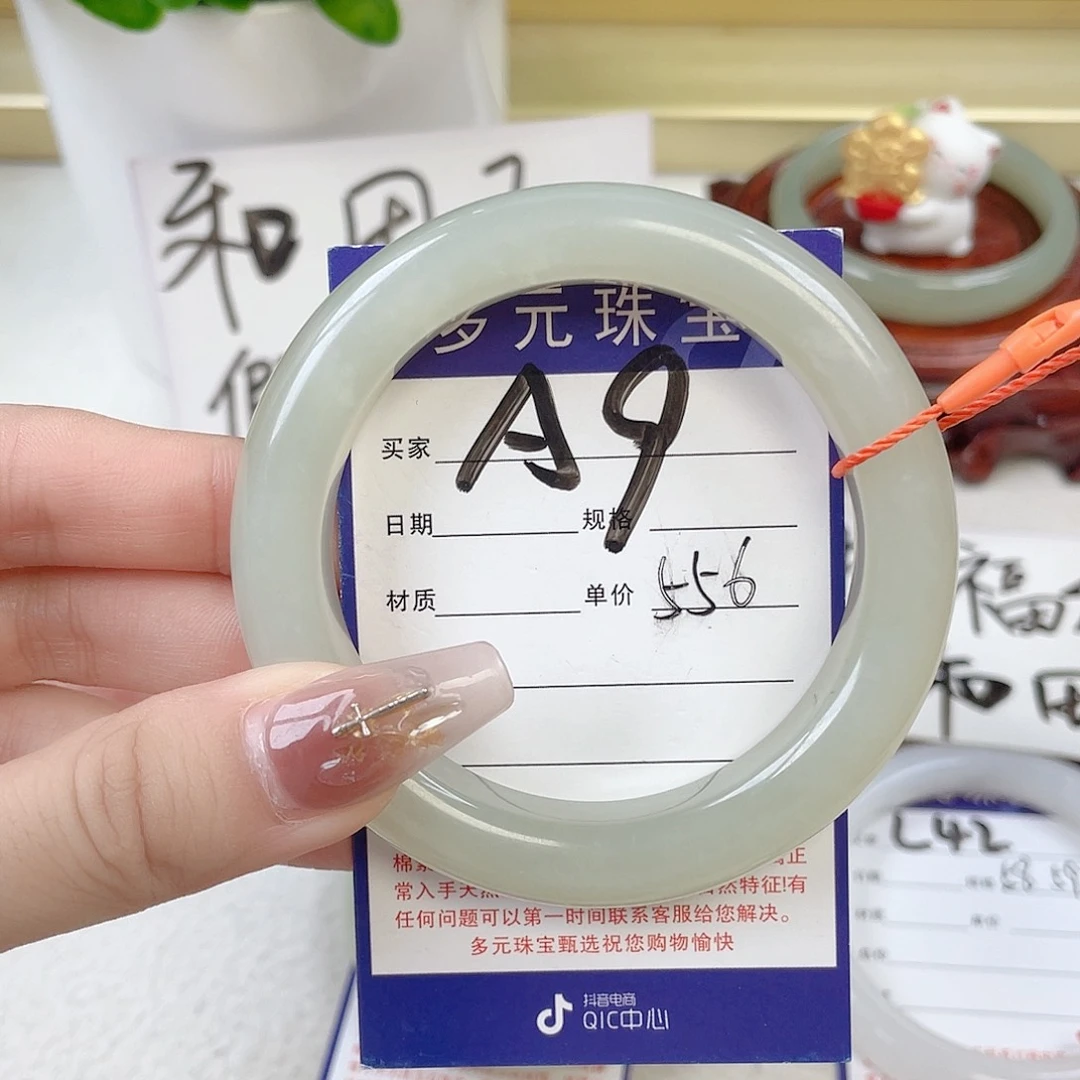 和田
多元珠宝
A9
买家
日期
规格
材质
单价 556
常入手天然特征!有
任何问题可以第一时间联系客服给您解决。
多元珠宝甄选祝您购物愉快
抖音电商
QIC中心
福
和田
L42
58 59